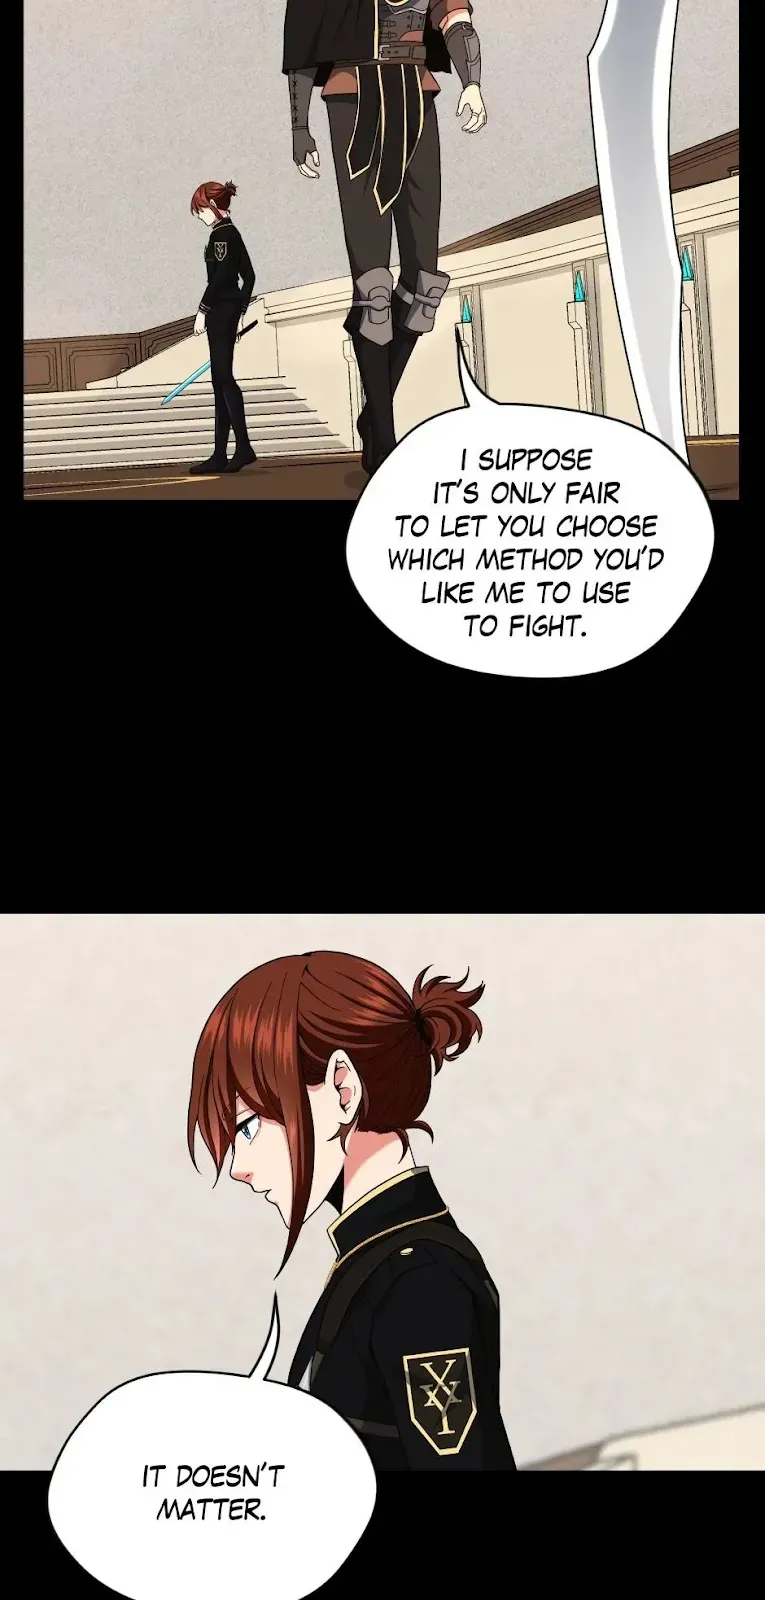 I SUPPOSE
IT'S ONLY FAIR
TO LET YOU CHOOSE
WHICH METHOD YOU'D
LIKE ME TO USE
TO FIGHT.
IT DOESN'T
MATTER.